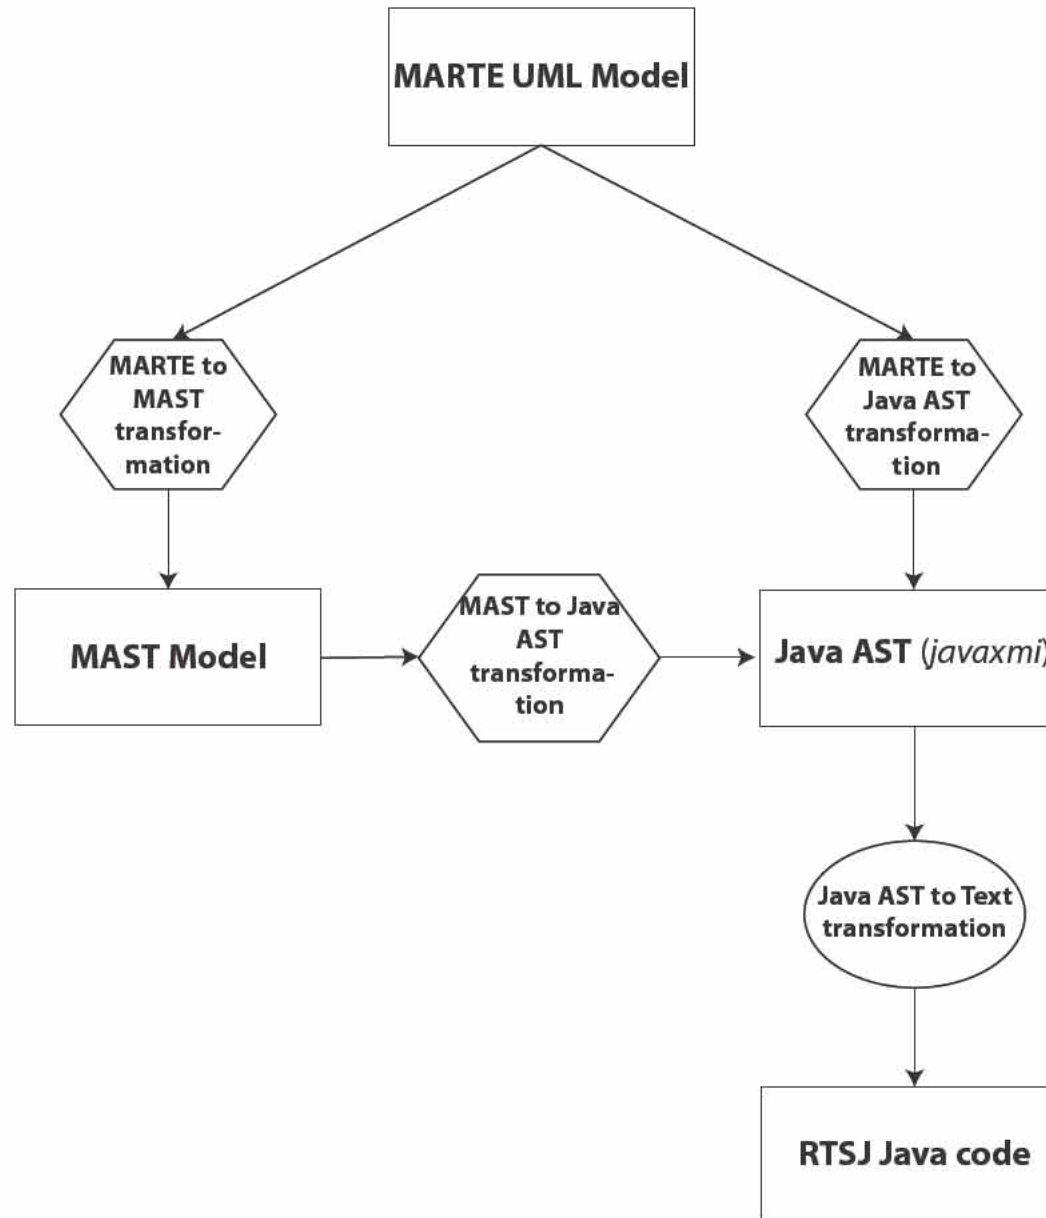 MARTE UML Model
MARTE to
MAST
transfor-
mation
MARTE to
Java AST
transforma-
tion
MAST Model
MAST to Java
AST
transforma-
tion
Java AST (javaxmi)
Java AST to Text
transformation
RTSJ Java code